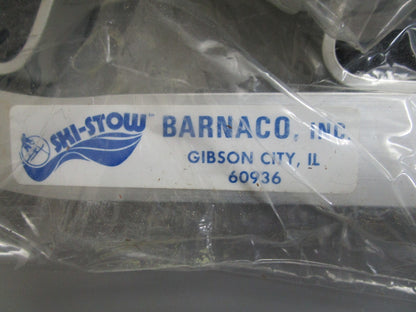 SKI-STOW™ BARNACO, INC.
GIBSON CITY, IL
60936